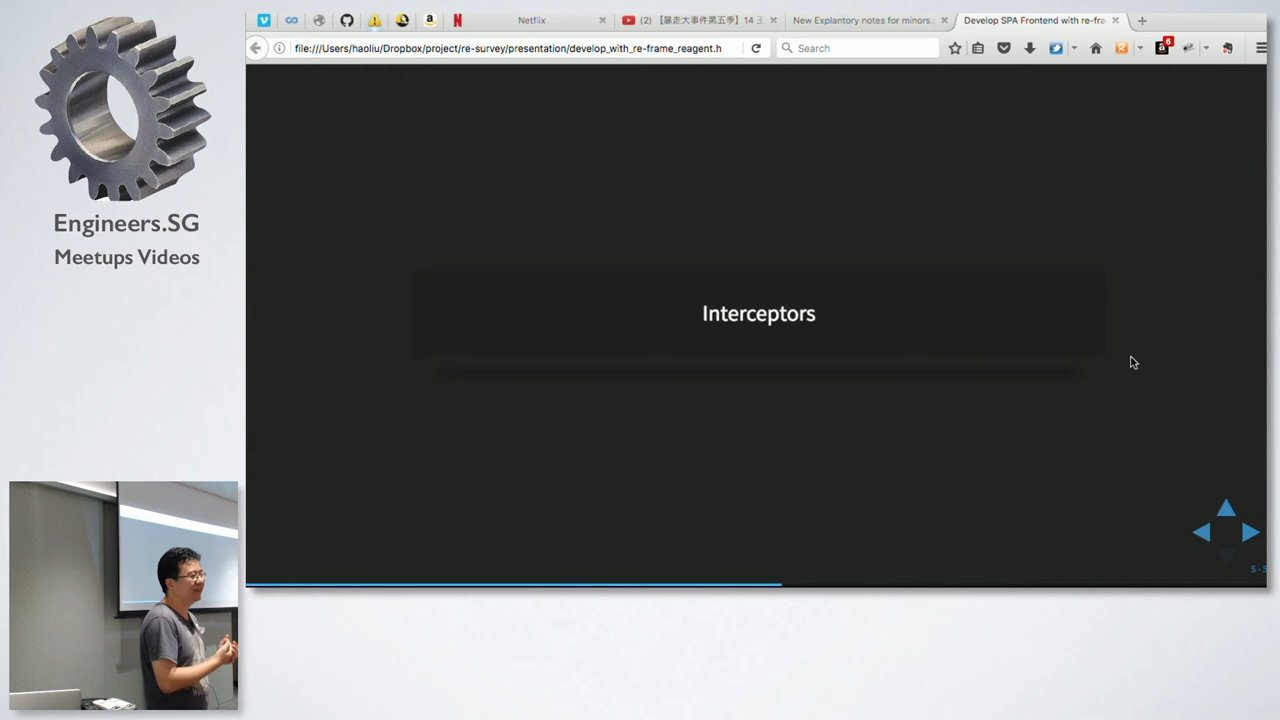 Engineers.SG
Meetups Videos
Netflix
(2) 【暴走大事件第五季】14 王
New Explantory notes for minors.
Develop SPA Frontend with re-fra
file:///Users/haoliu/Dropbox/project/re-survey/presentation/develop_with_re-frame_reagent.h
Search
6
Interceptors